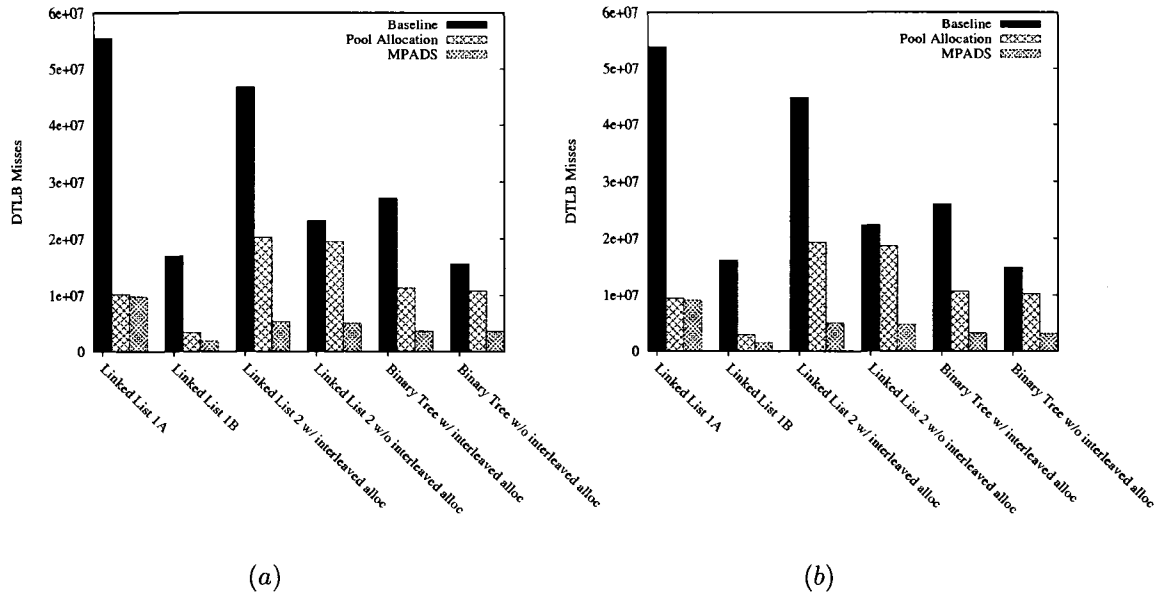 6e+07
5e+07
4e+07
3e+07
2e+07
1e+07
0
DTLB Misses
Baseline
Pool Allocation
MPADS
Linked List 1A
Linked List 1B
Linked List 2 w/ interleaved alloc
Linked List 2 w/o interleaved alloc
Binary Tree w/ interleaved alloc
Binary Tree w/o interleaved alloc
(a)
6e+07
5e+07
4e+07
3e+07
2e+07
1e+07
0
DTLB Misses
Baseline
Pool Allocation
MPADS
Linked List 1A
Linked List 1B
Linked List 2 w/ interleaved alloc
Linked List 2 w/o interleaved alloc
Binary Tree w/ interleaved alloc
Binary Tree w/o interleaved alloc
(b)